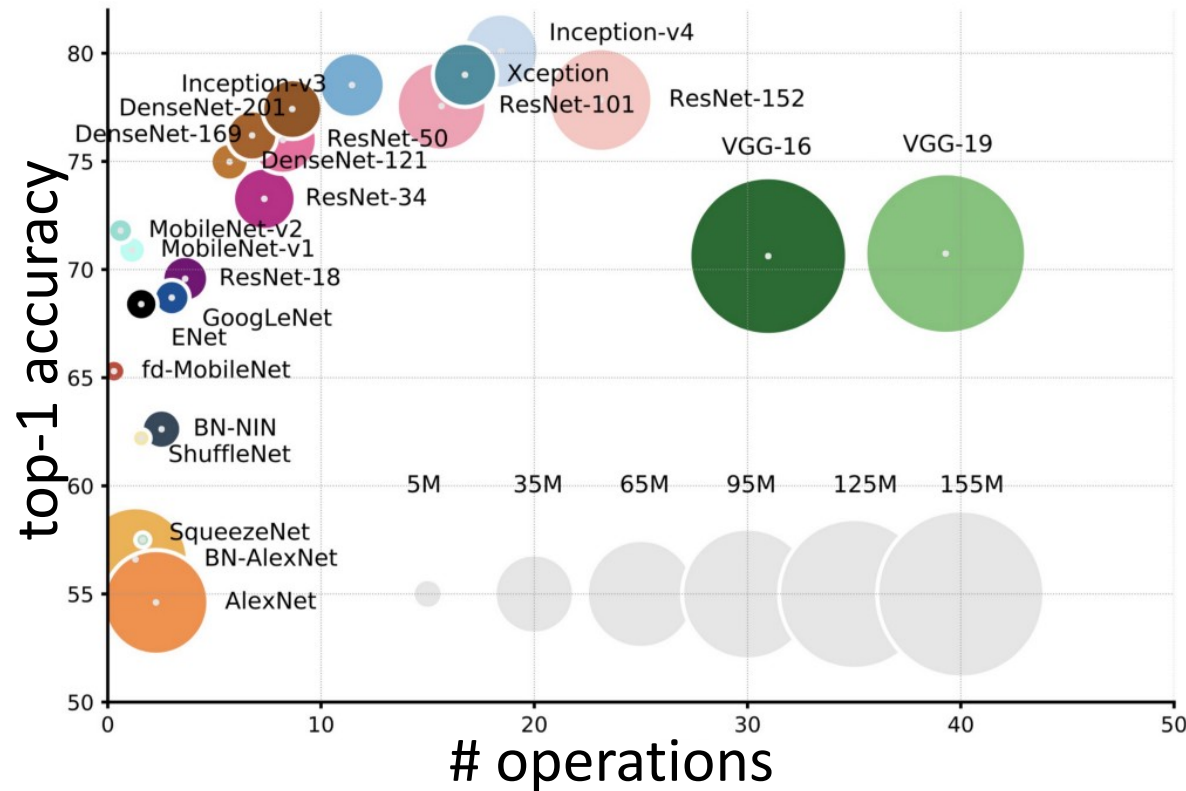 top-1 accuracy
80
75
70
65
60
55
50
Inception-v4
Inception-v3
Xception
DenseNet-201
ResNet-101
ResNet-152
DenseNet-169
ResNet-50
VGG-16
VGG-19
DenseNet-121
ResNet-34
MobileNet-v2
MobileNet-v1
ResNet-18
GoogLeNet
ENet
fd-MobileNet
BN-NIN
ShuffleNet
5M 35M 65M 95M 125M 155M
SqueezeNet
BN-AlexNet
AlexNet
0 10 20 30 40 50
# operations